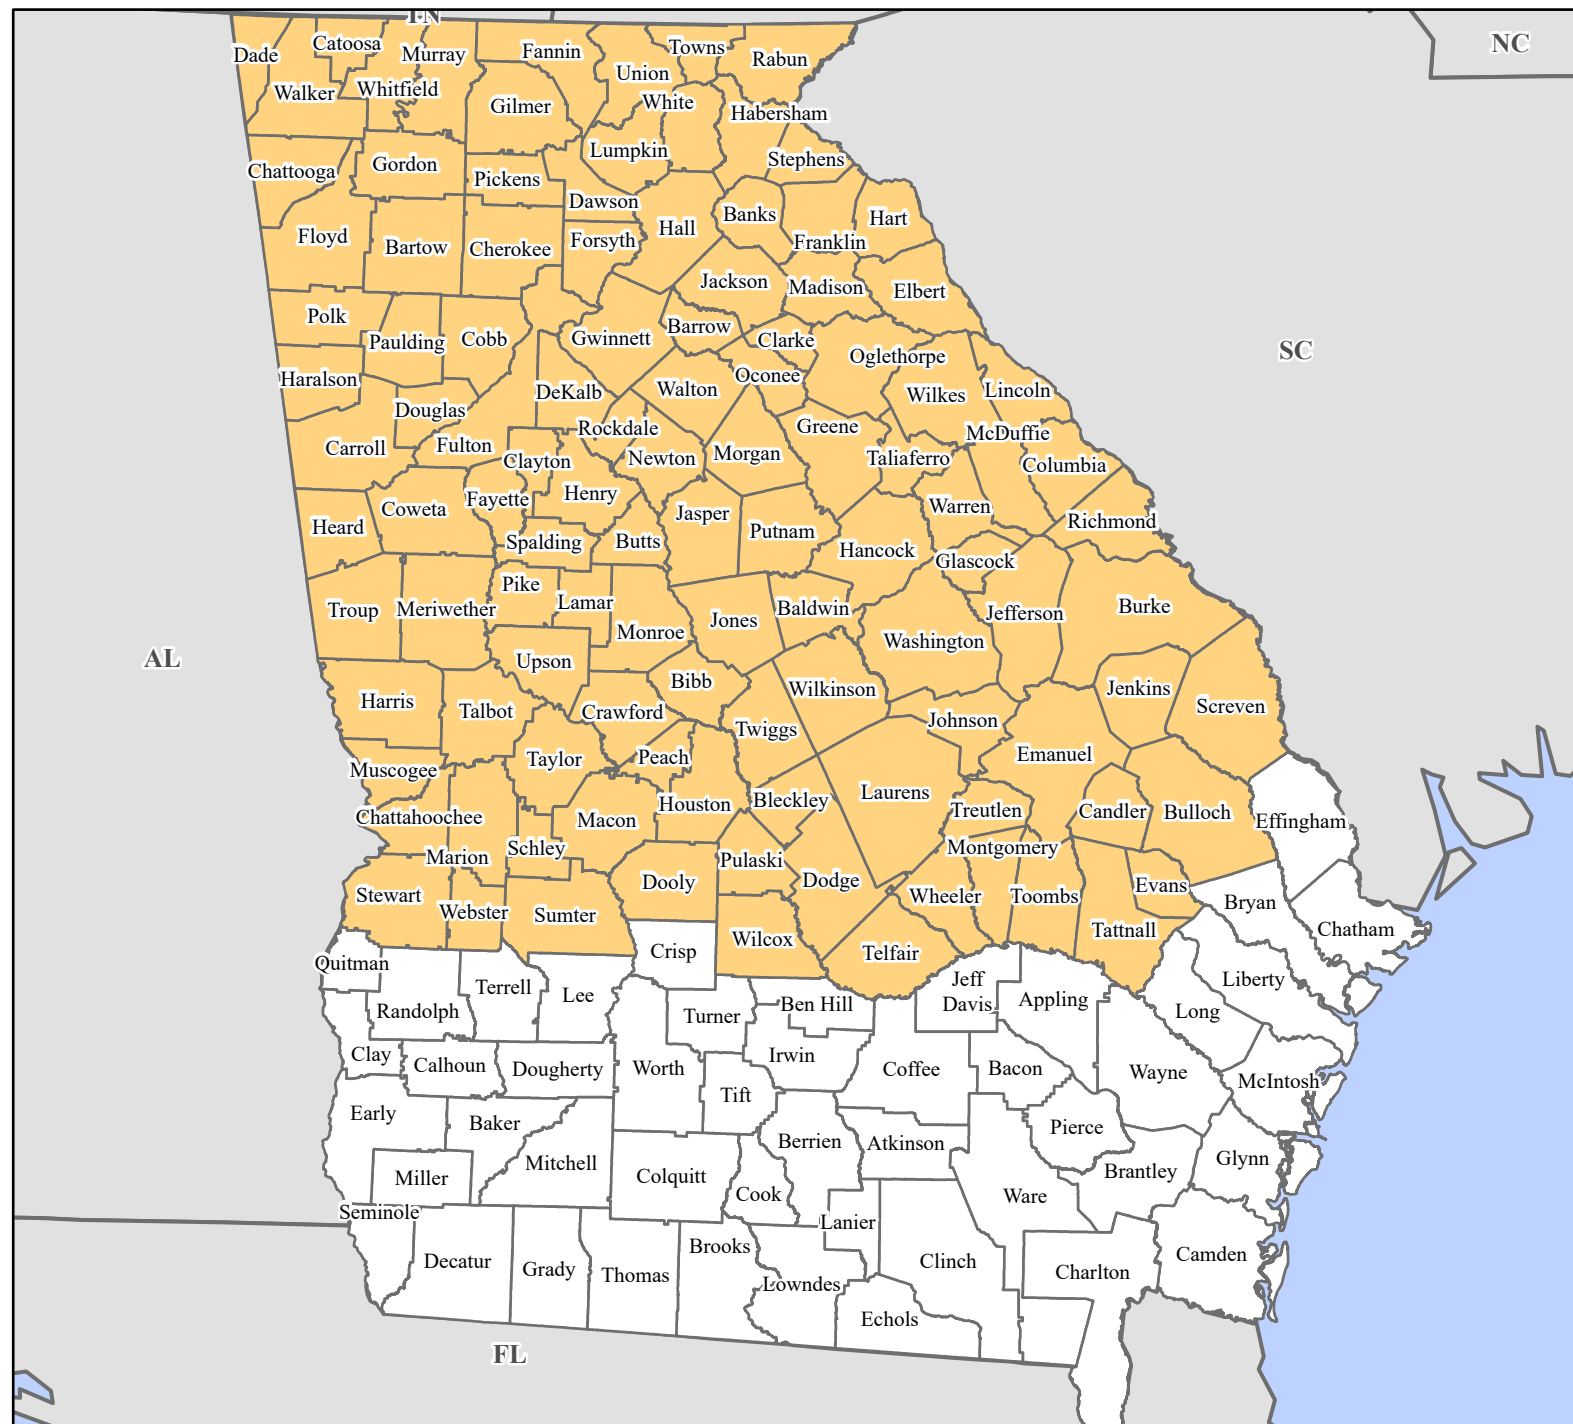 TN
NC
Dade
Catoosa
Murray
Fannin
Towns
Rabun
Union
Walker
Whitfield
Gilmer
White
Habersham
Lumpkin
Stephens
Chattooga
Gordon
Pickens
Dawson
Banks
Hart
Floyd
Bartow
Cherokee
Forsyth
Hall
Franklin
Jackson
Madison
Elbert
Polk
Paulding
Cobb
Gwinnett
Barrow
Clarke
Oglethorpe
SC
Haralson
DeKalb
Walton
Oconee
Wilkes
Lincoln
Douglas
Rockdale
Greene
McDuffie
Carroll
Fulton
Clayton
Newton
Morgan
Taliaferro
Columbia
Heard
Coweta
Fayette
Henry
Jasper
Putnam
Warren
Richmond
Spalding
Butts
Hancock
Glascock
Troup
Meriwether
Pike
Lamar
Monroe
Jones
Baldwin
Washington
Jefferson
Burke
AL
Upson
Bibb
Wilkinson
Jenkins
Screven
Harris
Talbot
Crawford
Twiggs
Johnson
Taylor
Peach
Emanuel
Muscogee
Houston
Bleckley
Laurens
Treutlen
Candler
Bulloch
Effingham
Chattahoochee
Macon
Marion
Schley
Pulaski
Montgomery
Stewart
Webster
Sumter
Dooly
Dodge
Wheeler
Toombs
Evans
Bryan
Tattnall
Chatham
Crisp
Wilcox
Telfair
Quitman
Terrell
Lee
Jeff
Davis
Liberty
Randolph
Turner
Ben Hill
Appling
Long
Clay
Calhoun
Dougherty
Worth
Irwin
Coffee
Bacon
Wayne
McIntosh
Early
Baker
Tift
Mitchell
Berrien
Atkinson
Pierce
Brantley
Glynn
Miller
Colquitt
Cook
Ware
Seminole
Lanier
Decatur
Grady
Thomas
Brooks
Lowndes
Clinch
Charlton
Camden
Echols
FL